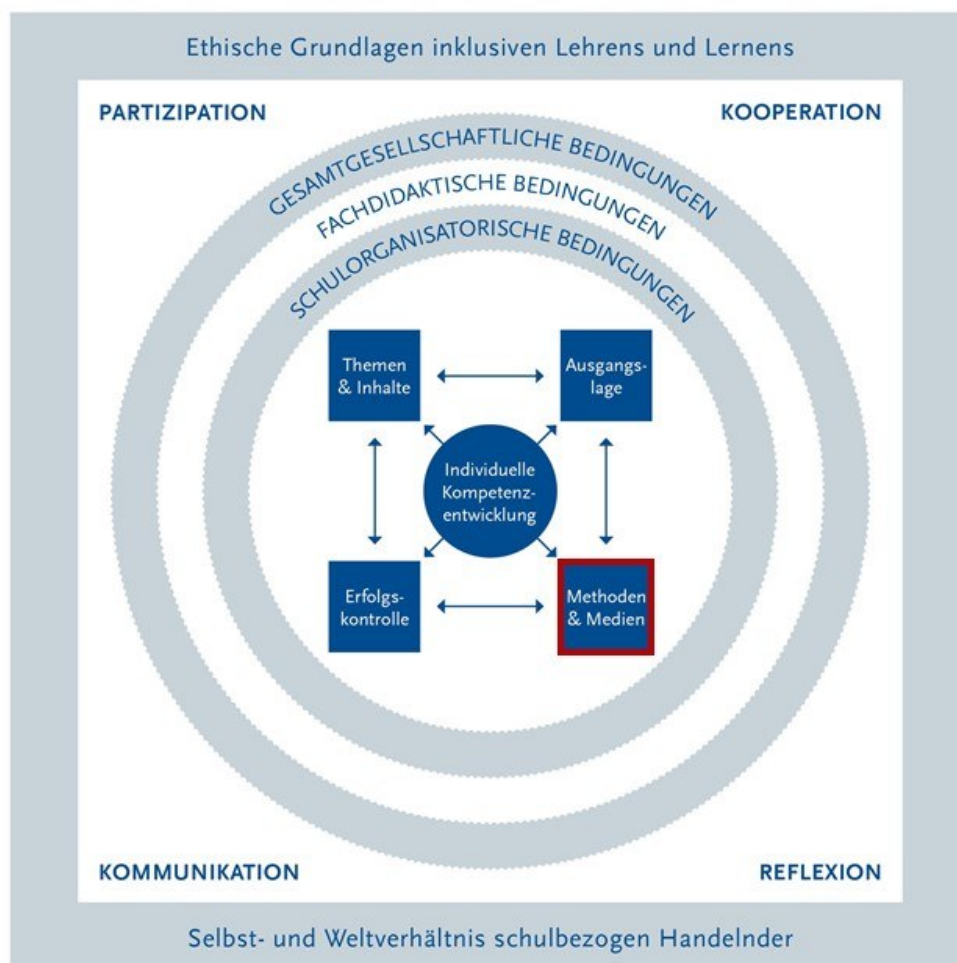 Ethische Grundlagen inklusiven Lehrens und Lernens
PARTIZIPATION
KOOPERATION
GESAMTGESELLSCHAFTLICHE BEDINGUNGEN
FACHDIDAKTISCHE BEDINGUNGEN
SCHULORGANISATORISCHE BEDINGUNGEN
Themen
& Inhalte
Ausgangs-
lage
Individuelle
Kompetenz-
entwicklung
Erfolgs-
kontrolle
Methoden
& Medien
KOMMUNIKATION
REFLEXION
Selbst- und Weltverhältnis schulbezogen Handelnder